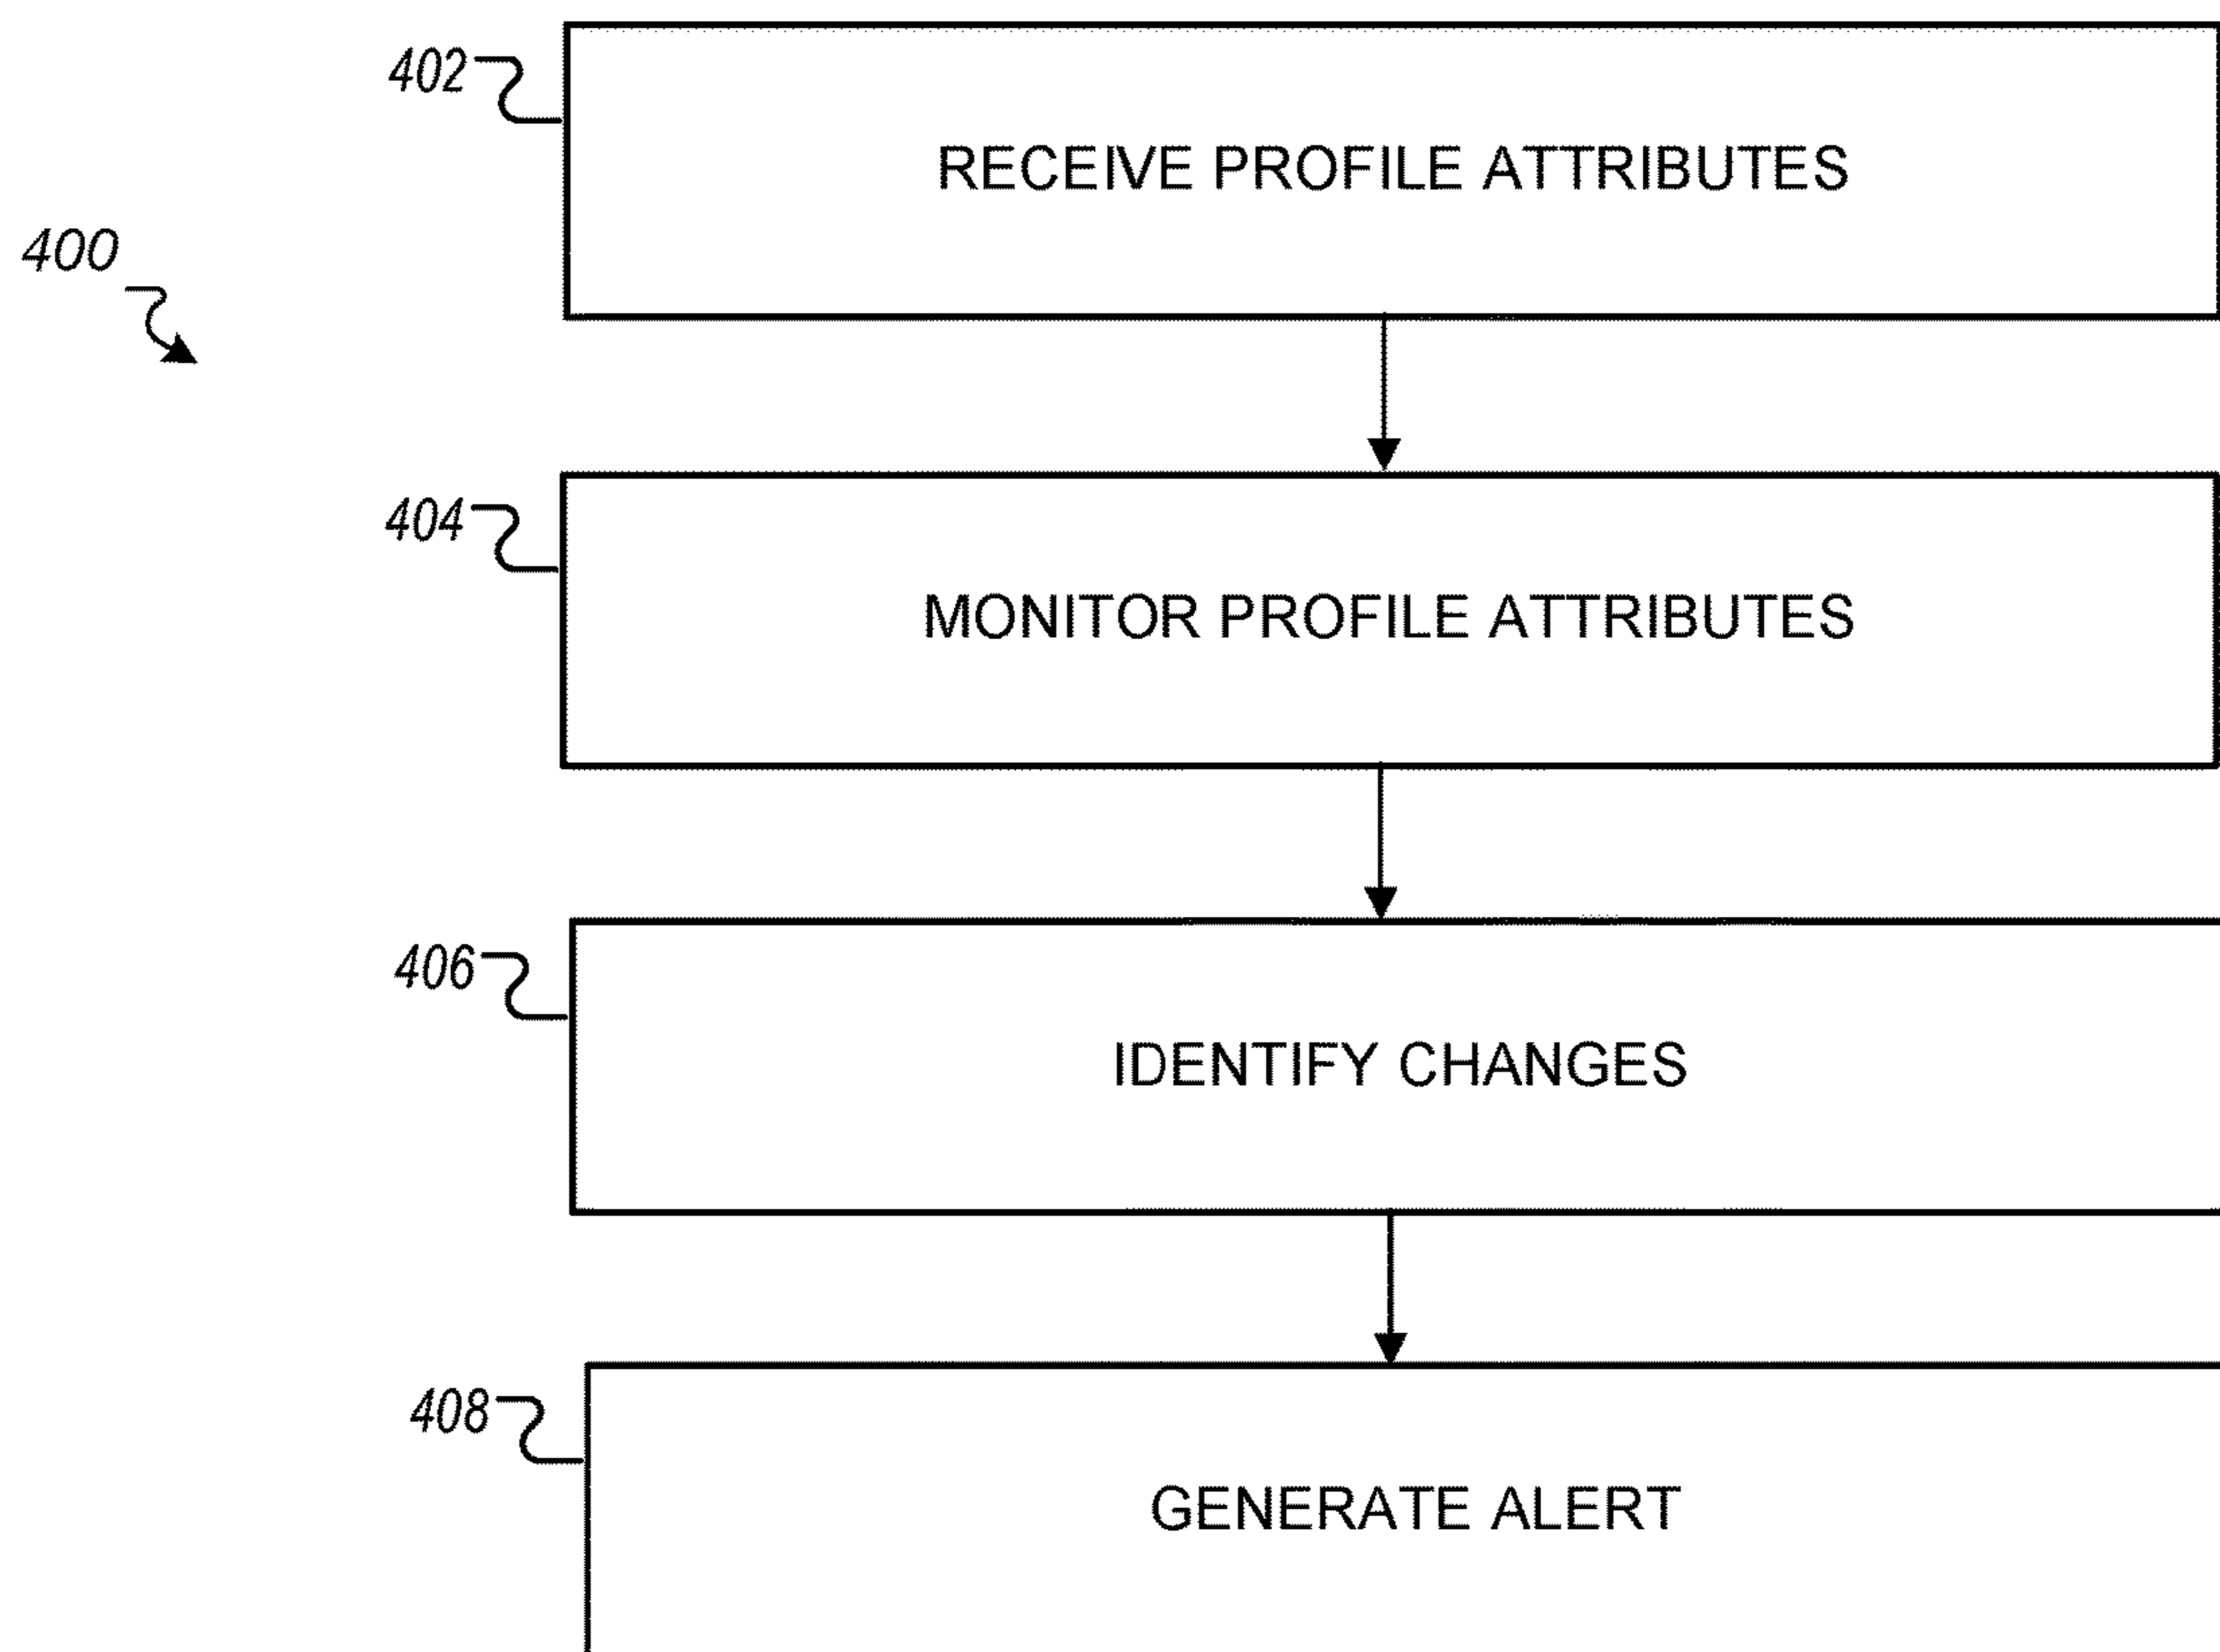 402
RECEIVE PROFILE ATTRIBUTES
400
404
MONITOR PROFILE ATTRIBUTES
406
IDENTIFY CHANGES
408
GENERATE ALERT